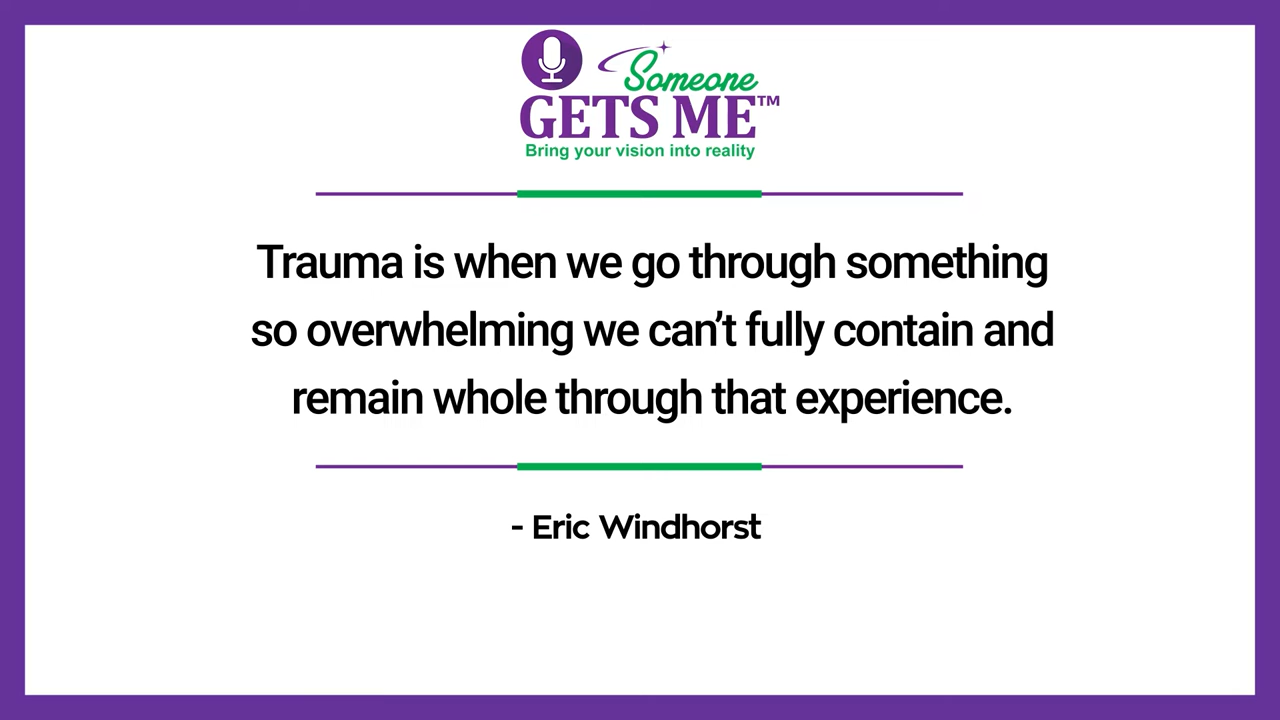 Someone
GETS ME™
Bring your vision into reality
Trauma is when we go through something
so overwhelming we can’t fully contain and
remain whole through that experience.
- Eric Windhorst